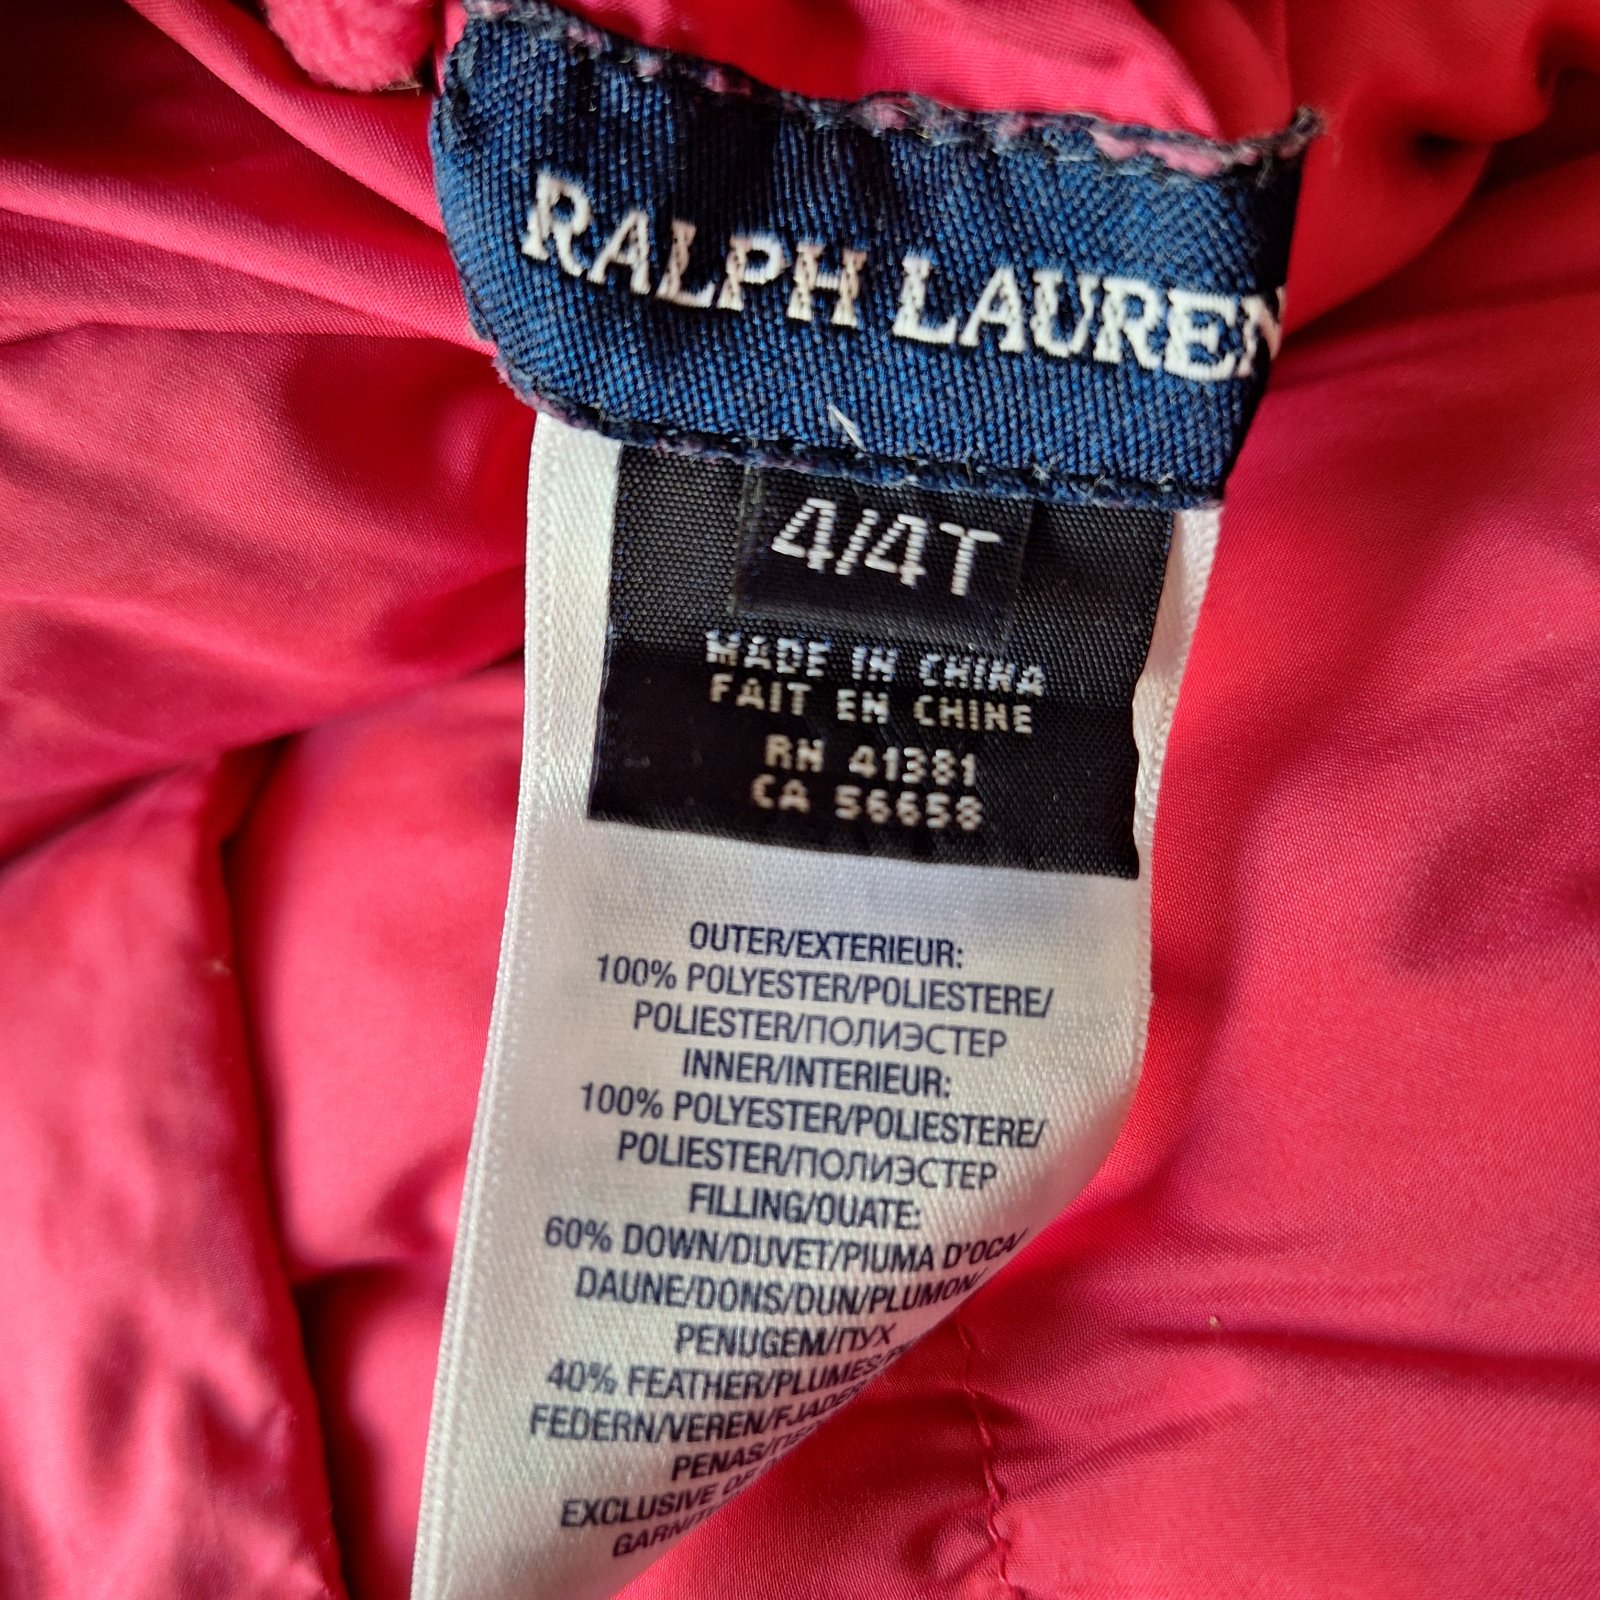 RALPH LAUREN
4/4T
MADE IN CHINA
FAIT EN CHINE
RN 41381
CA 56658
OUTER/EXTERIEUR:
100% POLYESTER/POLIESTERE/
POLIESTER/ПОЛИЭСТЕР
INNER/INTERIEUR:
100% POLYESTER/POLIESTERE/
POLIESTER/ПОЛИЭСТЕР
FILLING/OUATE:
60% DOWN/DUVET/PIUMA D'OCA/
DAUNE/DONS/DUN/PLUMON/
PENUGEM/ПУХ
40% FEATHER/PLUMES/
FEDERN/VEREN/
PENAS/
EXCLUSIVE